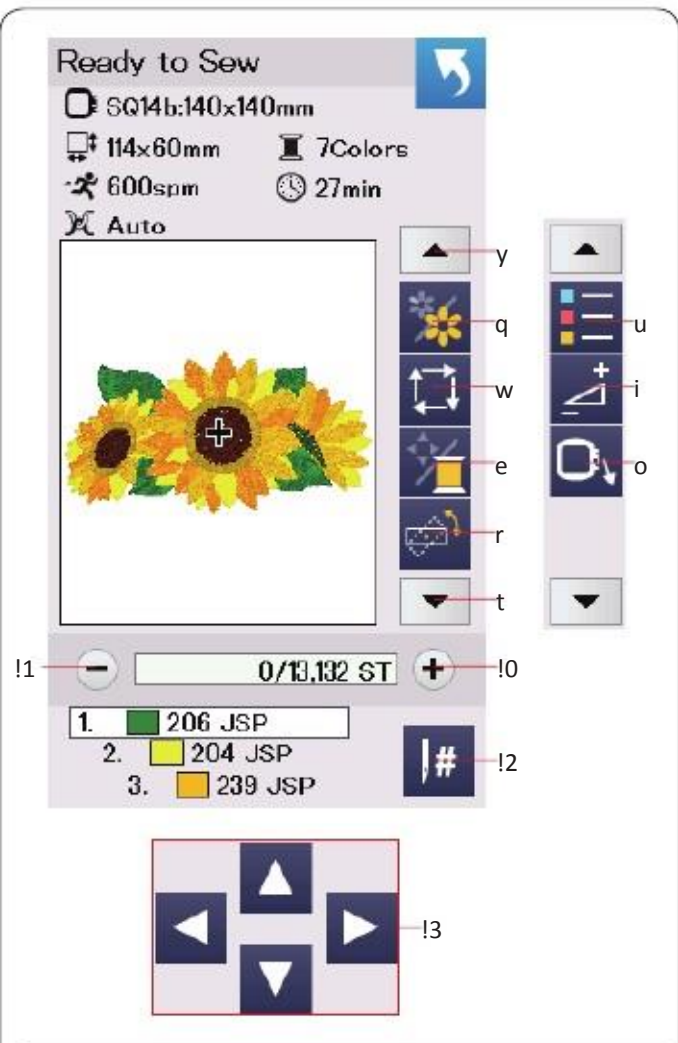 Ready to Sew
SQ14b:140x140mm
114x60mm 7Colors
600spm 27min
Auto
y
q
u
w
i
e
o
r
t
!1
0/13,132 ST
!0
1. 206 JSP
2. 204 JSP
3. 239 JSP
#
!2
!3